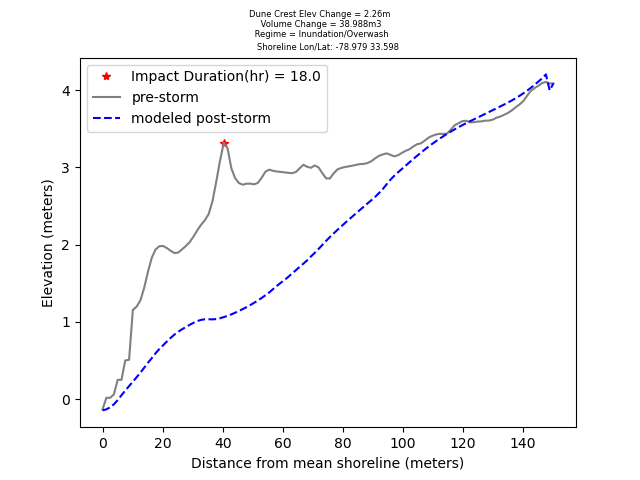 Dune Crest Elev Change = 2.26m
Volume Change = 38.988m3
Regime = Inundation/Overwash
Shoreline Lon/Lat: -78.979 33.598
Impact Duration(hr) = 18.0
pre-storm
modeled post-storm
Elevation (meters)
4
3
2
1
0
0 20 40 60 80 100 120 140
Distance from mean shoreline (meters)